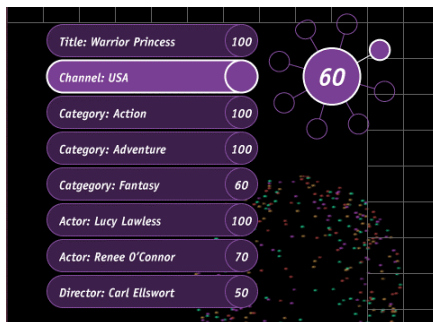 Title: Warrior Princess 100
Channel: USA
60
Category: Action 100
Category: Adventure 100
Catgegory: Fantasy 60
Actor: Lucy Lawless 100
Actor: Renee O'Connor 70
Director: Carl Ellswort 50